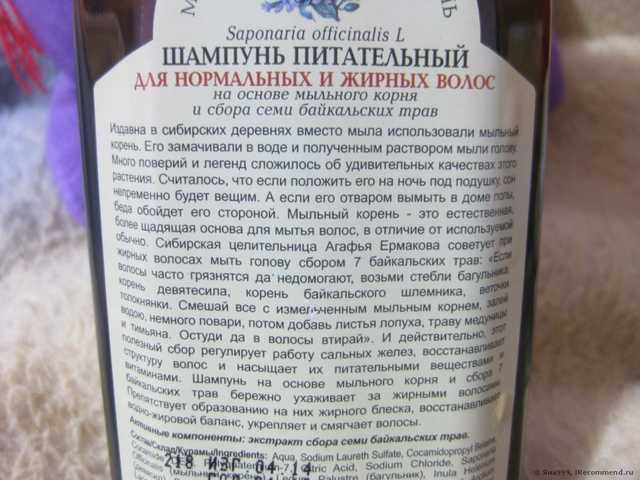 Saponaria officinalis L
ШАМПУНЬ ПИТАТЕЛЬНЫЙ
ДЛЯ НОРМАЛЬНЫХ И ЖИРНЫХ ВОЛОС
на основе мыльного корня
и сбора семи байкальских трав
Издавна в сибирских деревнях вместо мыла использовали мыльный
корень. Его замачивали в воде и полученным раствором мыли голову.
Много поверий и легенд сложилось об удивительных качествах этого
растения. Считалось, что если положить его на ночь под подушку, сон
непременно будет вещим. А если его отваром вымыть в доме полы,
беда обойдет его стороной. Мыльный корень - это естественная,
более щадящая основа для мытья волос, в отличие от используемой
обычно. Сибирская целительница Агафья Ермакова советует при
жирных волосах мыть голову сбором 7 байкальских трав: «Если
волосы часто грязнятся да недомогают, возьми стебли багульника,
корень девятесила, корень байкальского шлемника, веточки
толокнянки. Смешай все с измельченным мыльным корнем, залей
водою, немного повари, потом добавь листья лопуха, траву медуницы
и тимьяна. Остуди да в волосы втирай». И действительно, этот
полезный сбор регулирует работу сальных желез, восстанавливает
структуру волос и насыщает их питательными веществами и
витаминами. Шампунь на основе мыльного корня и сбора 7
байкальских трав бережно ухаживает за жирными волосами.
Препятствует образованию на них жирного блеска, восстанавливает
водно-жировой баланс, укрепляет и смягчает волосы.
Активные компоненты: экстракт сбора семи байкальских трав.
Состав/Склад/Курамы/Ingredients: Aqua, Sodium Laureth Sulfate, Cocamidopropyl Betaine,
Citric Acid, Sodium Chloride, Saponaria
(мыльный Palustre (багульник), Inula Helenium
218 ИЗГ 04 14
© Яна999, IRecommend.ru